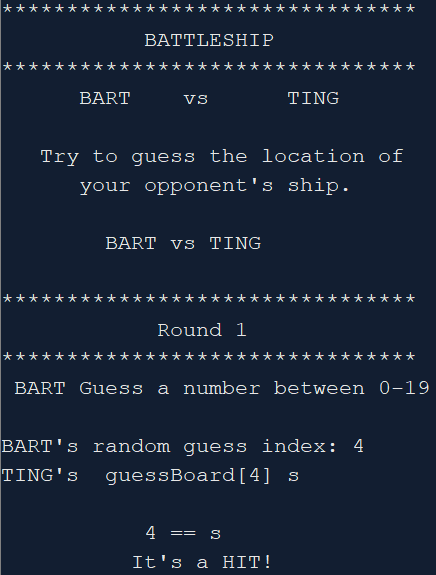 ********************************
BATTLESHIP
********************************
BART vs TING
Try to guess the location of
your opponent's ship.
BART vs TING
********************************
Round 1
********************************
BART Guess a number between 0-19
BART's random guess index: 4
TING's guessBoard[4] s
4 == s
It's a HIT!